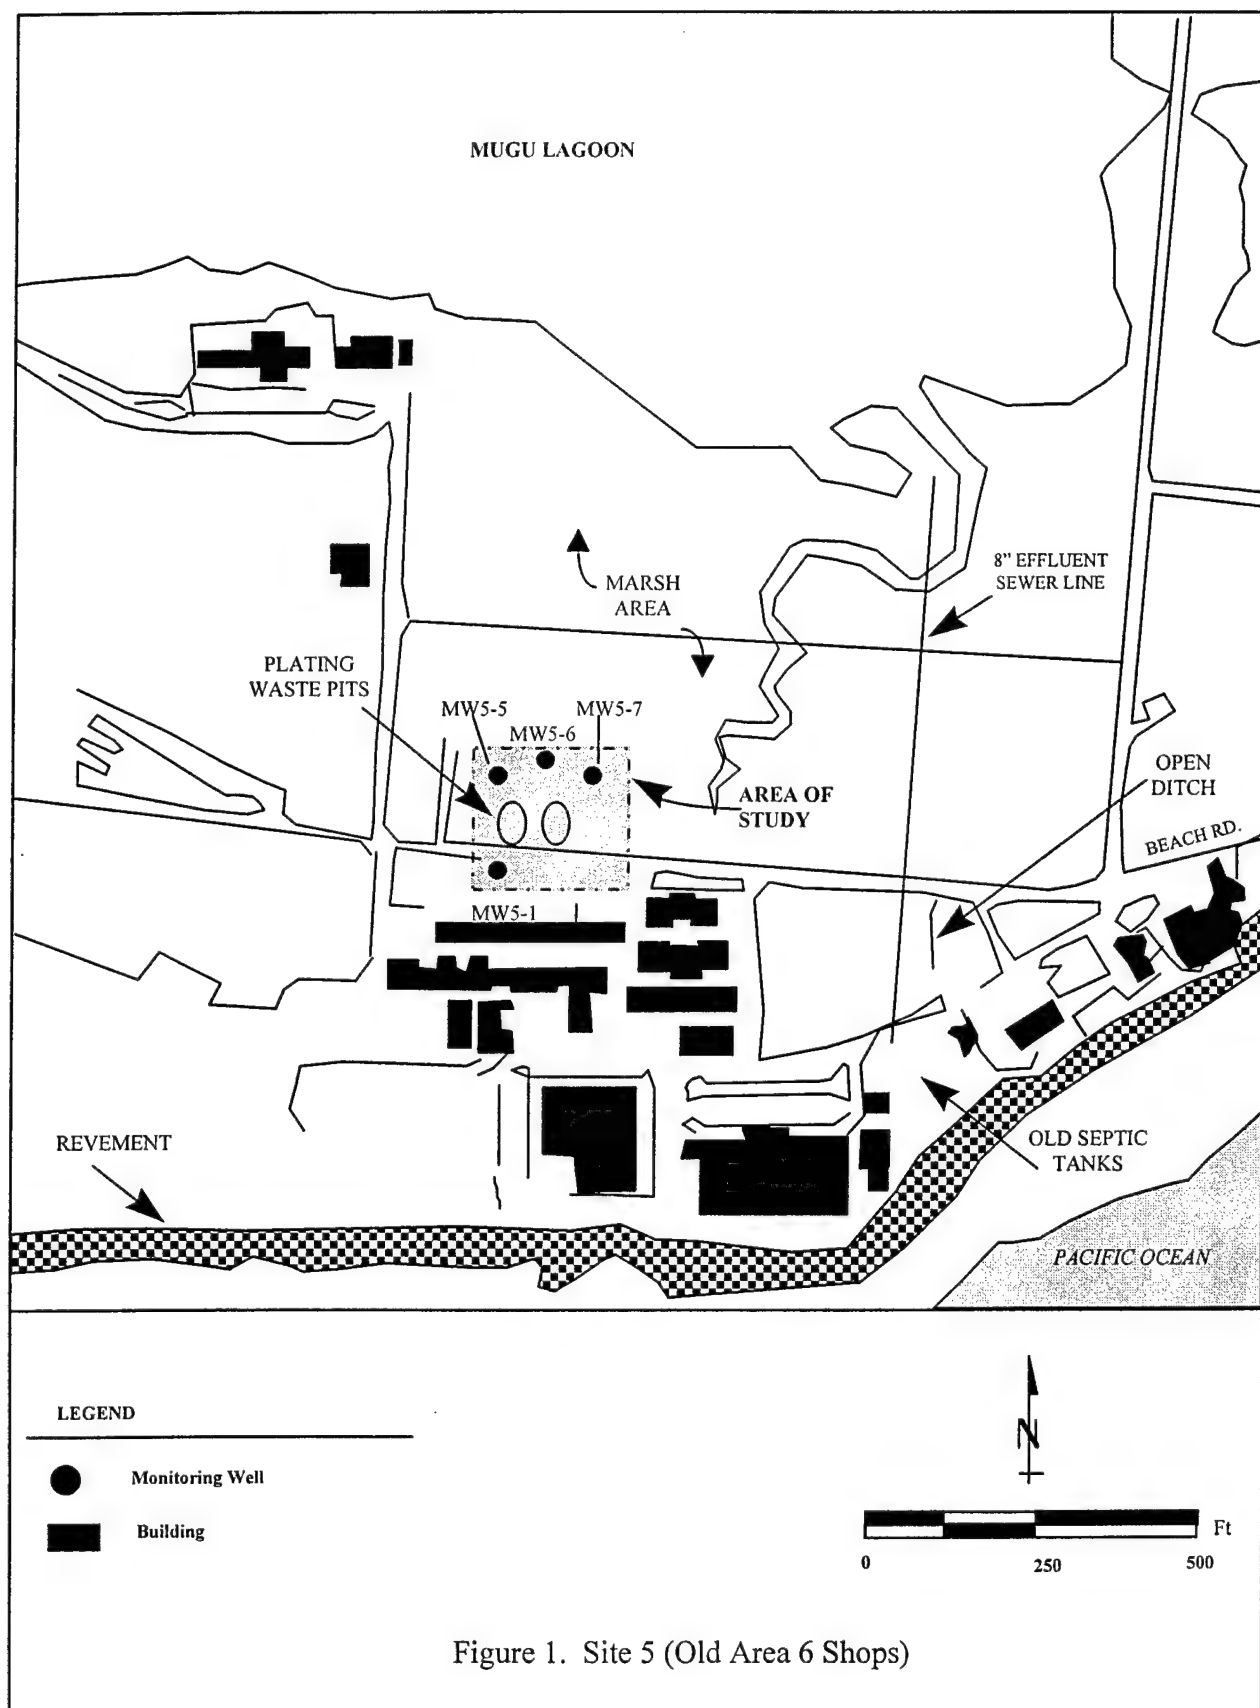 MUGU LAGOON
8" EFFLUENT
SEWER LINE
MARSH
AREA
PLATING
WASTE PITS
MW5-5
MW5-6
MW5-7
OPEN
DITCH
AREA OF
STUDY
BEACH RD.
MW5-1
REVEMENT
OLD SEPTIC
TANKS
PACIFIC OCEAN
LEGEND
Monitoring Well
Building
N
Ft
0 250 500
Figure 1. Site 5 (Old Area 6 Shops)